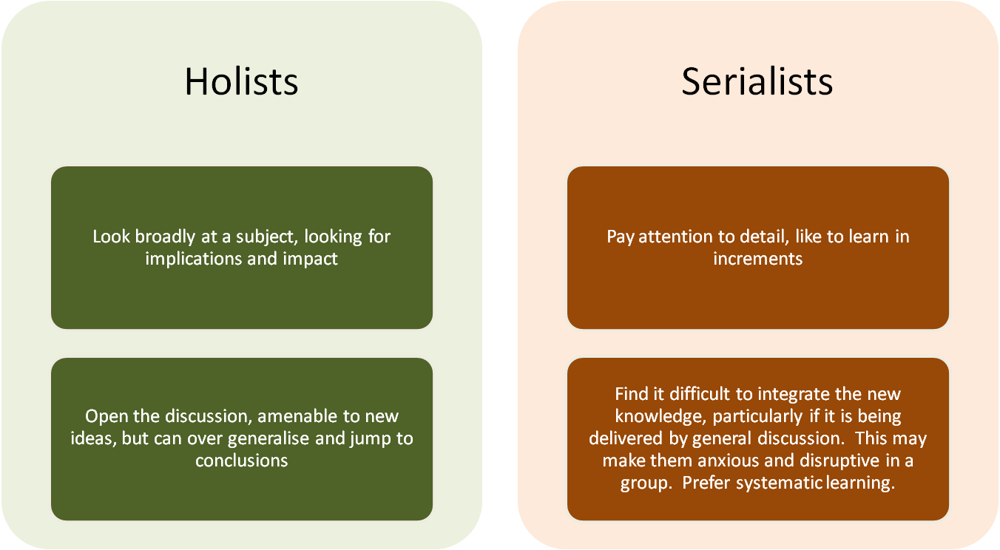 Holists
Look broadly at a subject, looking for
implications and impact
Open the discussion, amenable to new
ideas, but can over generalise and jump to
conclusions
Serialists
Pay attention to detail, like to learn in
increments
Find it difficult to integrate the new
knowledge, particularly if it is being
delivered by general discussion.  This may
make them anxious and disruptive in a
group.  Prefer systematic learning.